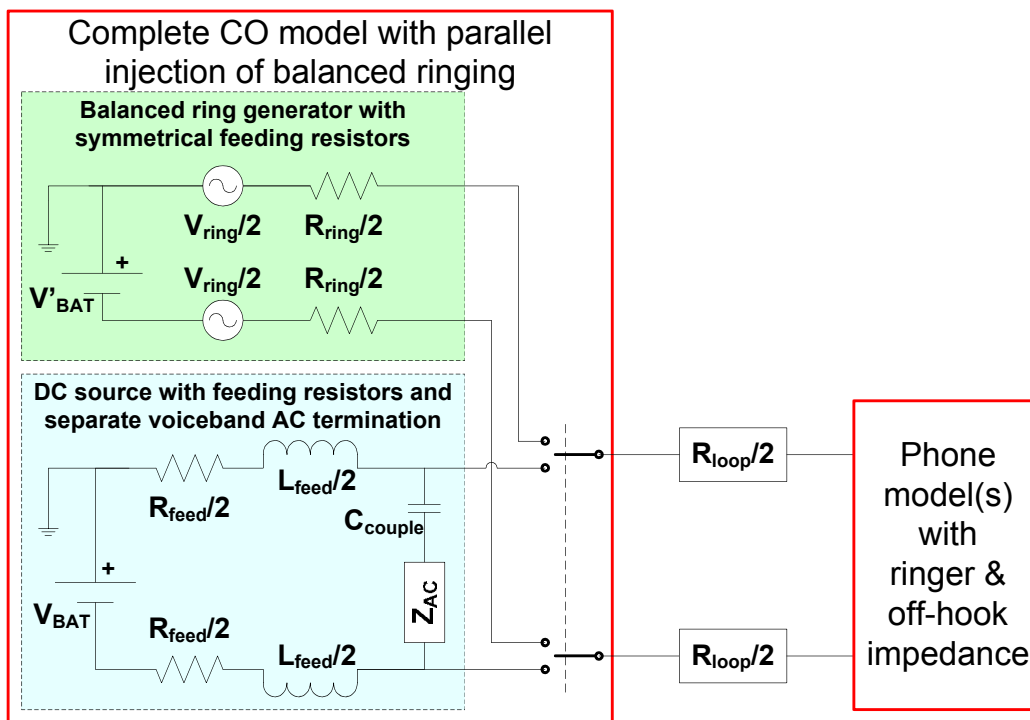 Complete CO model with parallel
injection of balanced ringing
Balanced ring generator with
symmetrical feeding resistors
Vring/2
Rring/2
+
Vring/2
Rring/2
V'BAT
DC source with feeding resistors and
separate voiceband AC termination
Rfeed/2
Lfeed/2
Ccouple
+
VBAT
ZAC
Rfeed/2
Lfeed/2
Rloop/2
Rloop/2
Phone
model(s)
with
ringer &
off-hook
impedance